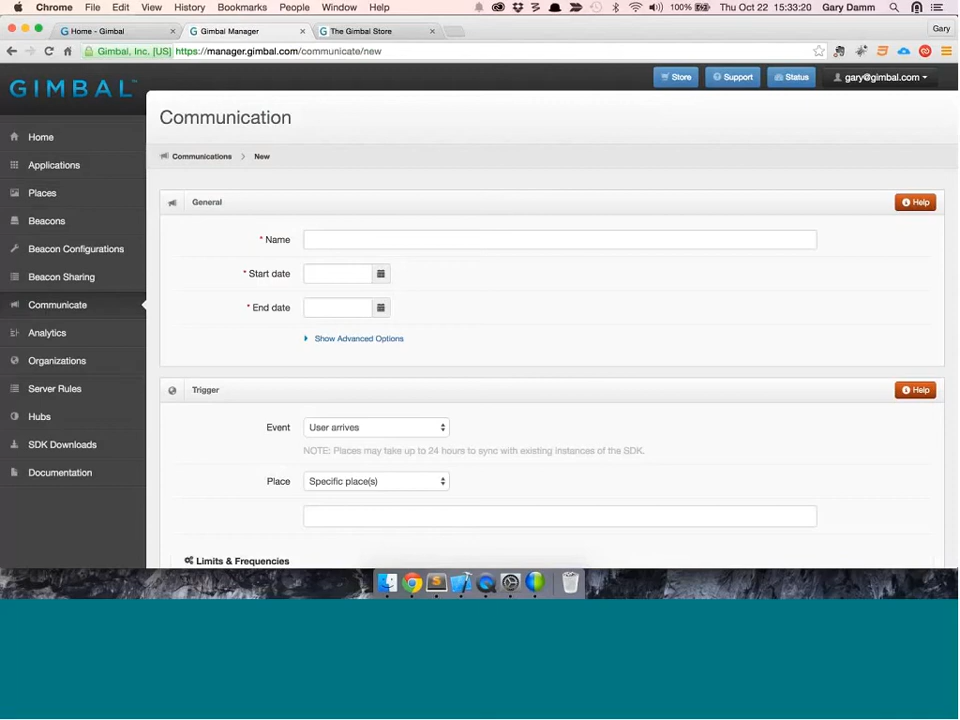 Chrome File Edit View History Bookmarks People Window Help 100% Thu Oct 22 15:33:20 Gary Damm
Home - Gimbal Gimbal Manager The Gimbal Store Gary
Gimbal, Inc. [US] https://manager.gimbal.com/communicate/new
GIMBAL Store Support Status gary@gimbal.com
Communication
Communications New
Home
Applications
Places
Beacons
Beacon Configurations
Beacon Sharing
Communicate
Analytics
Organizations
Server Rules
Hubs
SDK Downloads
Documentation
General Help
* Name
* Start date
* End date
Show Advanced Options
Trigger Help
Event User arrives
NOTE: Places may take up to 24 hours to sync with existing instances of the SDK.
Place Specific place(s)
Limits & Frequencies